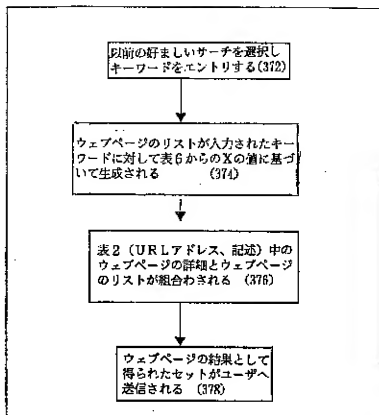 以前の好ましいサーチを選択し
キーワードをエントリする(372)
ウェブページのリストが入力されたキー
ワードに対して表6からのXの値に基づ
いて生成される (374)
表2(URLアドレス、記述)中の
ウェブページの詳細とウェブページ
のリストが組合わされる (376)
ウェブページの結果として
得られたセットがユーザへ
送信される (378)